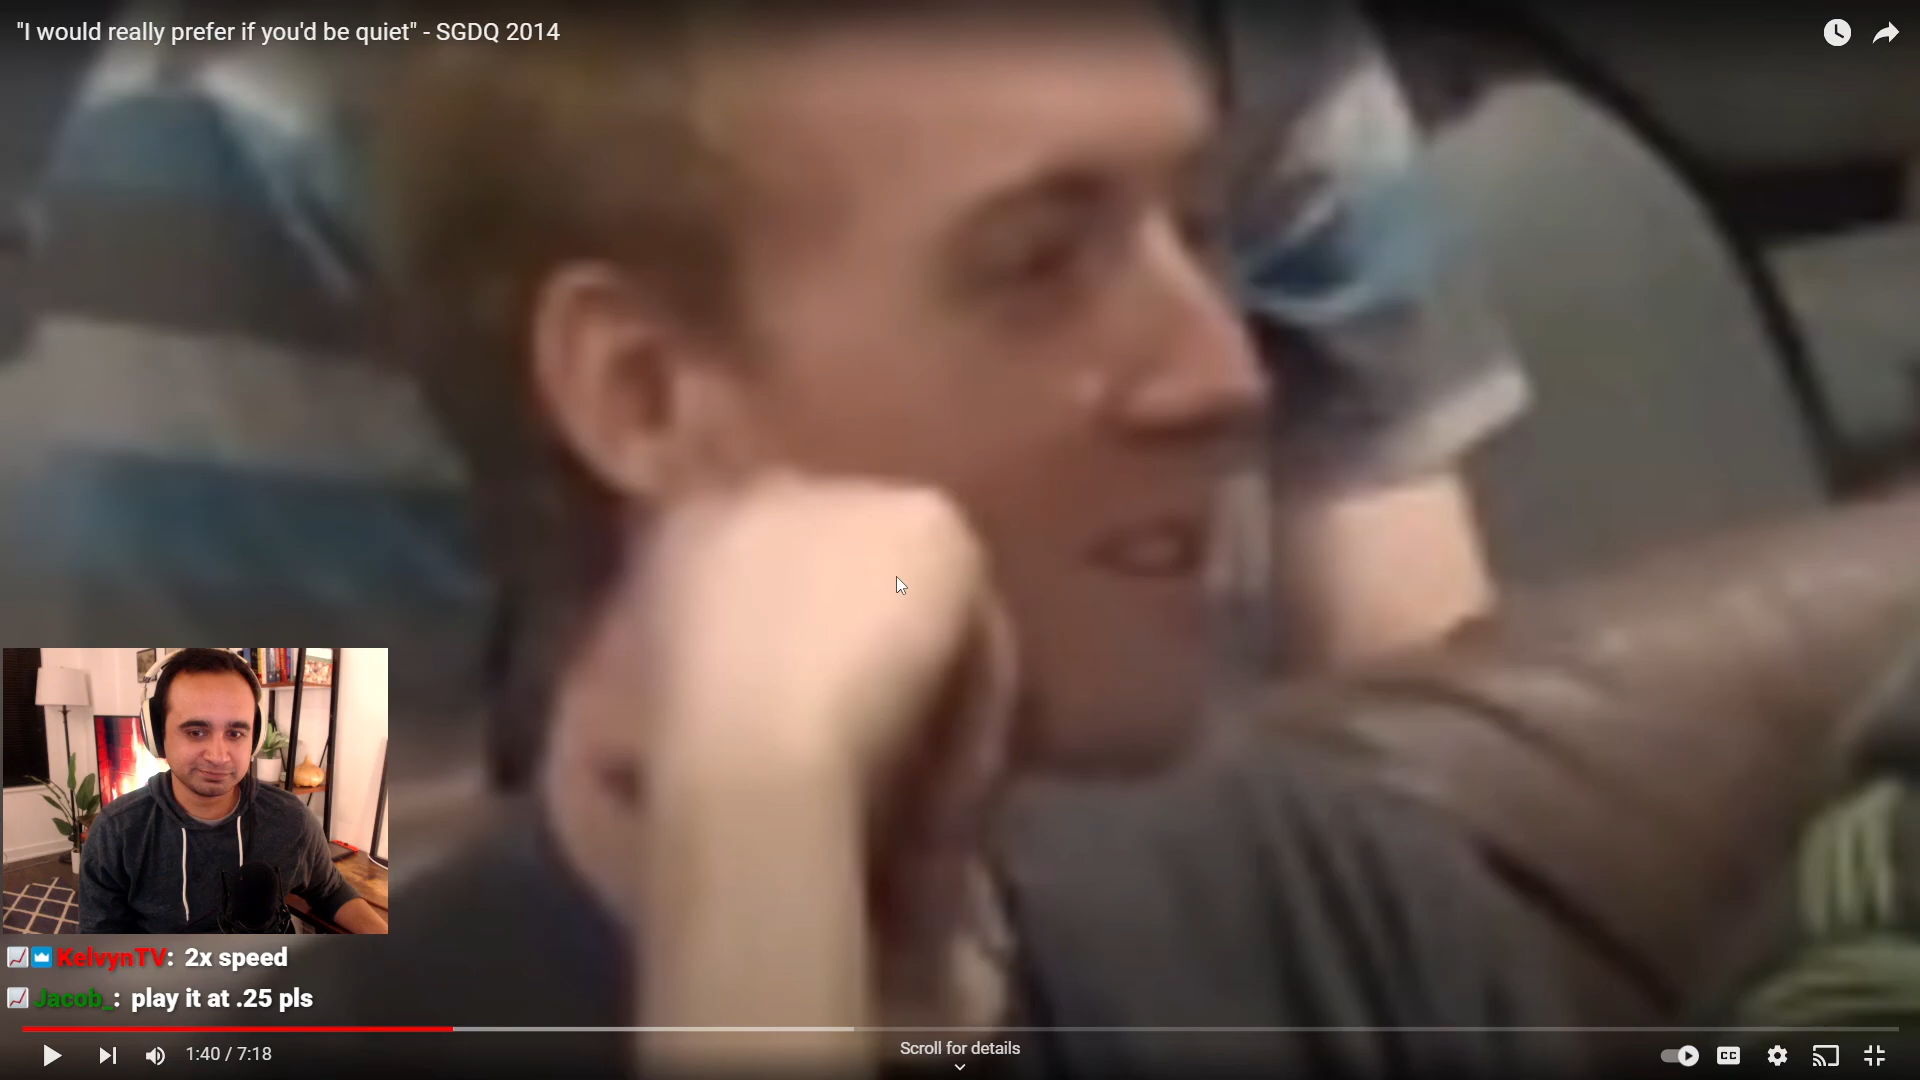 "I would really prefer if you'd be quiet" - SGDQ 2014
KelvynTV: 2x speed
Jacob_: play it at .25 pls
1:40 / 7:18
Scroll for details
CC